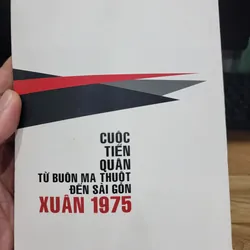 CUỘC
TIẾN
QUÂN
TỪ BUÔN MA THUỘT
ĐẾN SÀI GÒN
XUÂN 1975